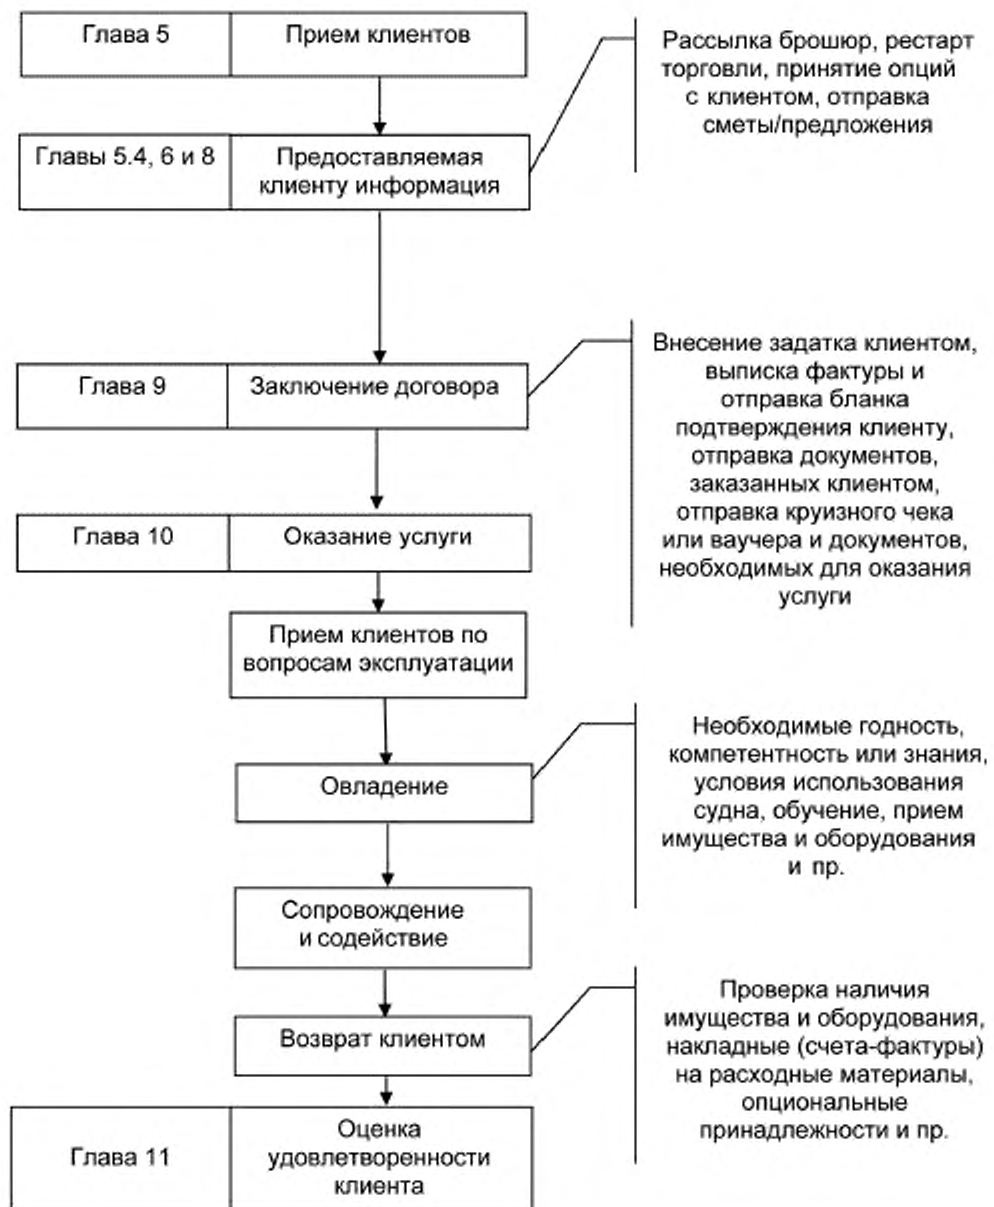 Глава 5
Прием клиентов
Рассылка брошюр, рестарт
торговли, принятие опций
с клиентом, отправка
сметы/предложения
Главы 5.4, 6 и 8
Предоставляемая
клиенту информация
Глава 9
Заключение договора
Внесение задатка клиентом,
выписка фактуры и
отправка бланка
подтверждения клиенту,
отправка документов,
заказанных клиентом,
отправка круизного чека
или ваучера и документов,
необходимых для оказания
услуги
Глава 10
Оказание услуги
Прием клиентов по
вопросам эксплуатации
Овладение
Необходимые годность,
компетентность или знания,
условия использования
судна, обучение, прием
имущества и оборудования
и пр.
Сопровождение
и содействие
Возврат клиентом
Проверка наличия
имущества и оборудования,
накладные (счета-фактуры)
на расходные материалы,
опциональные
принадлежности и пр.
Глава 11
Оценка
удовлетворенности
клиента